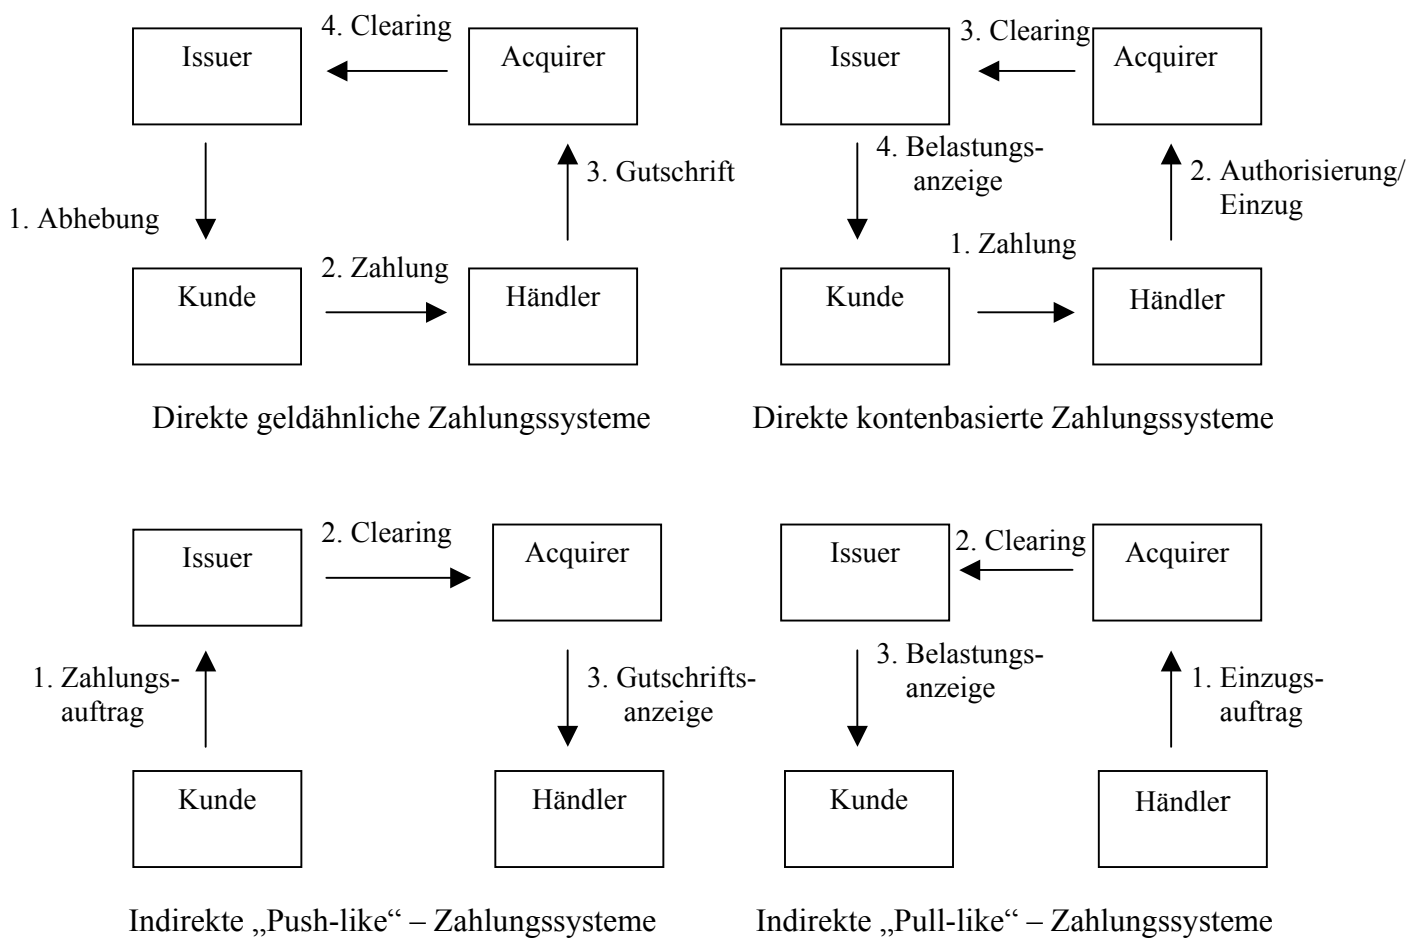 4. Clearing
Issuer
Acquirer
3. Gutschrift
1. Abhebung
2. Zahlung
Kunde
Händler
Direkte geldähnliche Zahlungssysteme
3. Clearing
Issuer
Acquirer
4. Belastungs-
anzeige
2. Authorisierung/
Einzug
1. Zahlung
Kunde
Händler
Direkte kontenbasierte Zahlungssysteme
2. Clearing
Issuer
Acquirer
1. Zahlungs-
auftrag
3. Gutschrifts-
anzeige
Kunde
Händler
Indirekte „Push-like“ – Zahlungssysteme
2. Clearing
Issuer
Acquirer
3. Belastungs-
anzeige
1. Einzugs-
auftrag
Kunde
Händler
Indirekte „Pull-like“ – Zahlungssysteme